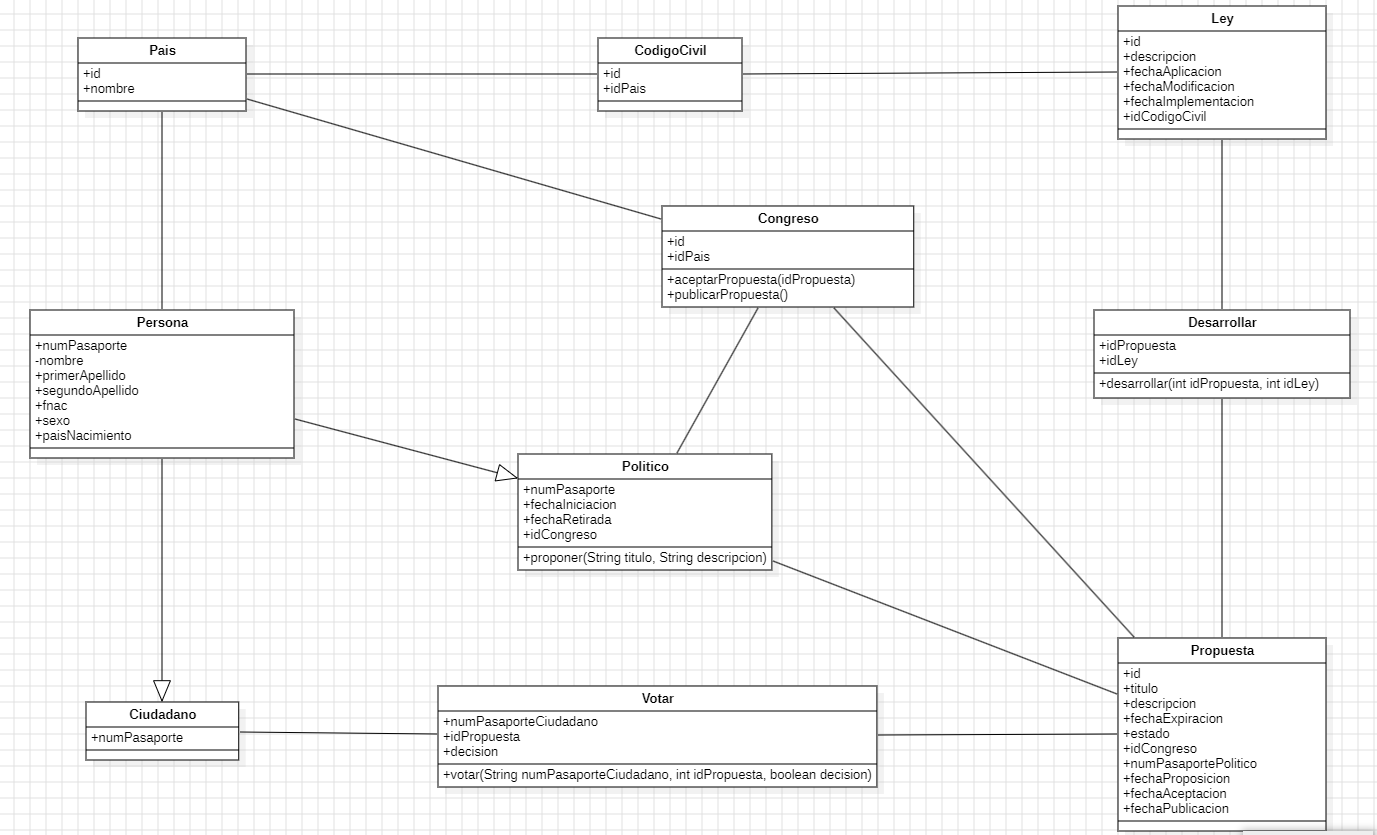 Pais
+id
+nombre
CodigoCivil
+id
+idPais
Ley
+id
+descripcion
+fechaAplicacion
+fechaModificacion
+fechaImplementacion
+idCodigoCivil
Congreso
+id
+idPais
+aceptarPropuesta(idPropuesta)
+publicarPropuesta()
Persona
+numPasaporte
-nombre
+primerApellido
+segundoApellido
+fnac
+sexo
+paisNacimiento
Desarrollar
+idPropuesta
+idLey
+desarrollar(int idPropuesta, int idLey)
Politico
+numPasaporte
+fechaIniciacion
+fechaRetirada
+idCongreso
+proponer(String titulo, String descripcion)
Ciudadano
+numPasaporte
Votar
+numPasaporteCiudadano
+idPropuesta
+decision
+votar(String numPasaporteCiudadano, int idPropuesta, boolean decision)
Propuesta
+id
+titulo
+descripcion
+fechaExpiracion
+estado
+idCongreso
+numPasaportePolitico
+fechaProposicion
+fechaAceptacion
+fechaPublicacion